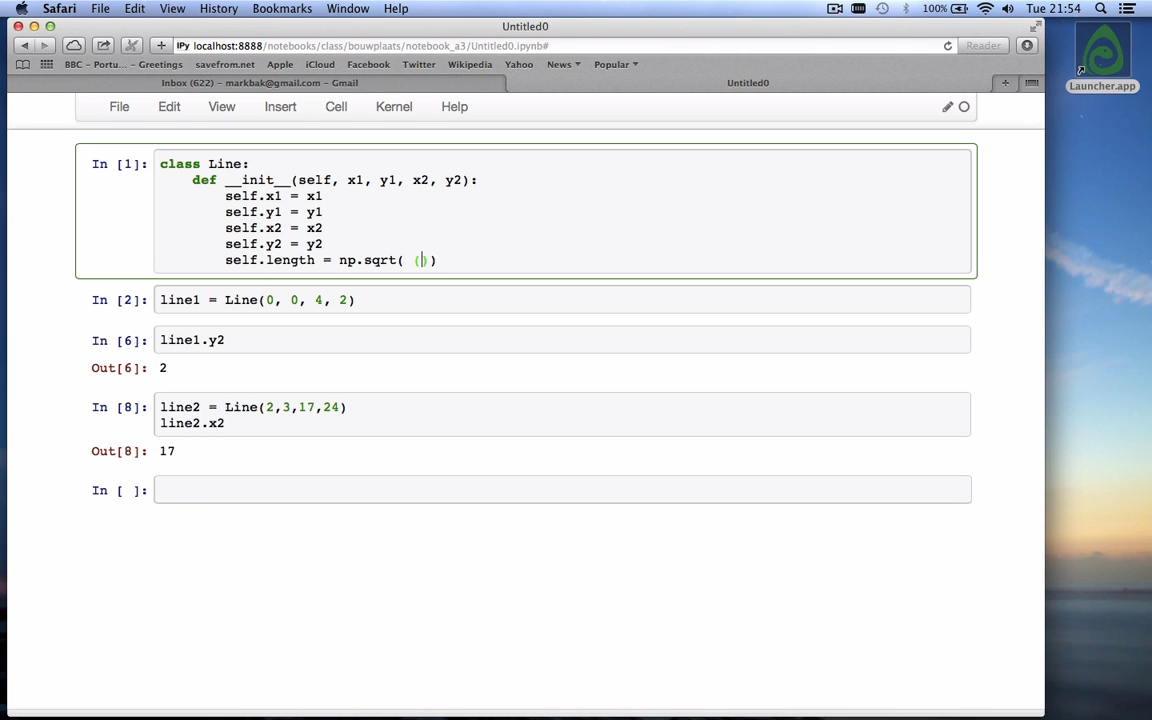 Safari File Edit View History Bookmarks Window Help 100% Tue 21:54
Untitled0
IPy localhost:8888/notebooks/class/bouwplaats/notebook_a3/Untitled0.ipynb# Reader
BBC – Portu... – Greetings savefrom.net Apple iCloud Facebook Twitter Wikipedia Yahoo News Popular
Inbox (622) – markbak@gmail.com – Gmail Untitled0
Launcher.app
File Edit View Insert Cell Kernel Help
In [1]: class Line:
def __init__(self, x1, y1, x2, y2):
self.x1 = x1
self.y1 = y1
self.x2 = x2
self.y2 = y2
self.length = np.sqrt( ())
In [2]: line1 = Line(0, 0, 4, 2)
In [6]: line1.y2
Out[6]: 2
In [8]: line2 = Line(2,3,17,24)
line2.x2
Out[8]: 17
In [ ]: